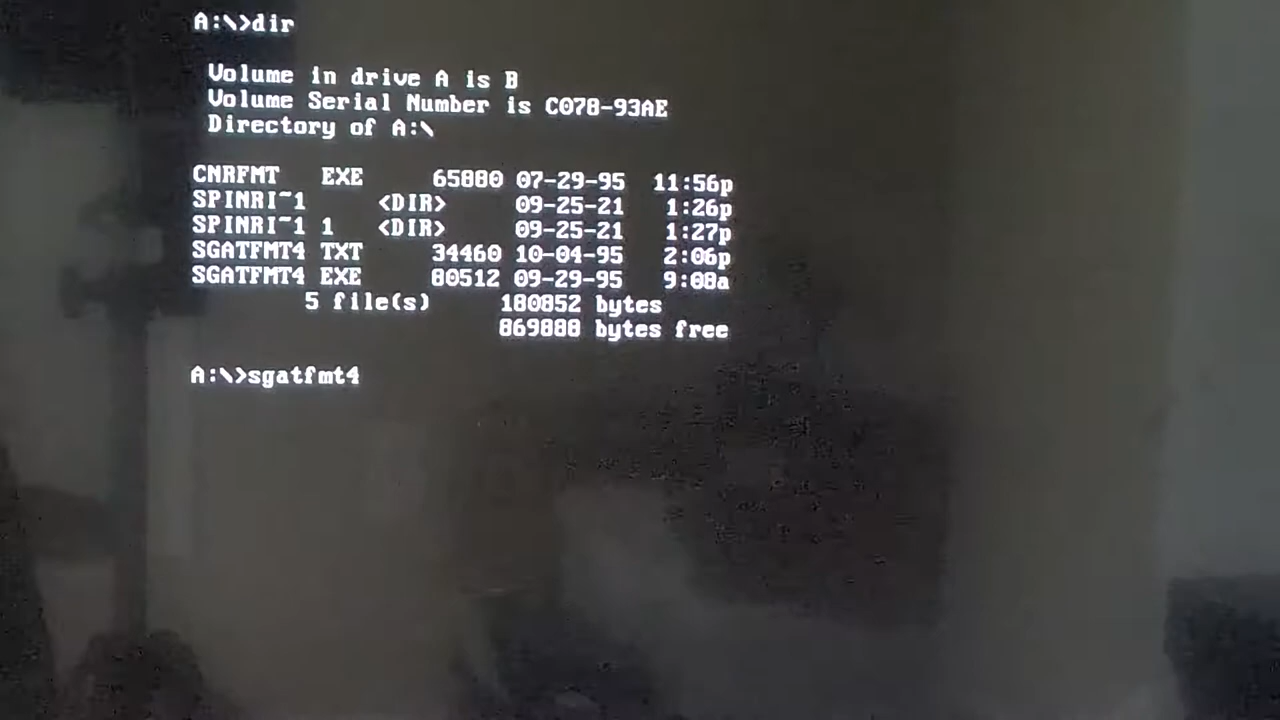 A:\>dir
Volume in drive A is B
Volume Serial Number is C078-93AE
Directory of A:\
CNRFMT EXE 65880 07-29-95 11:56p
SPINRI~1 <DIR> 09-25-21 1:26p
SPINRI~1 1 <DIR> 09-25-21 1:27p
SGATFMT4 TXT 34460 10-04-95 2:06p
SGATFMT4 EXE 80512 09-29-95 9:08a
5 file(s) 180852 bytes
869888 bytes free
A:\>sgatfmt4